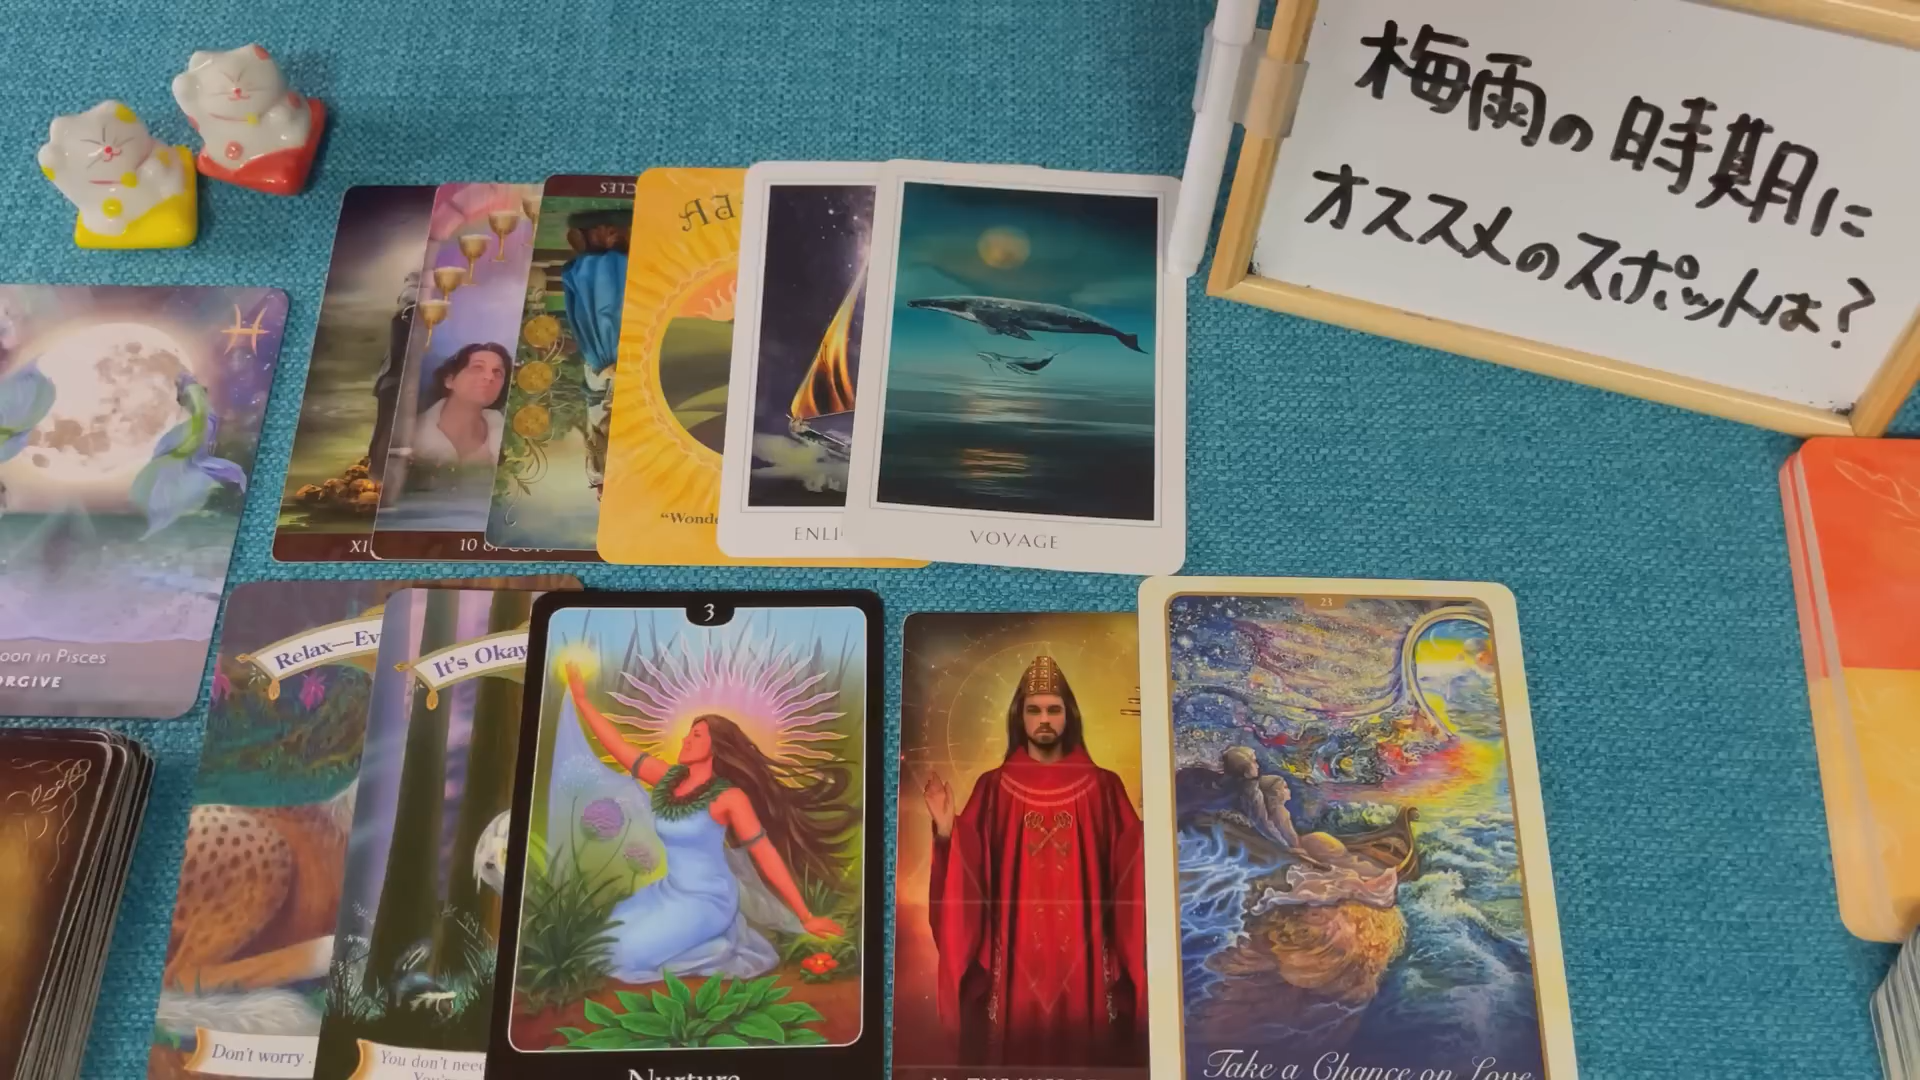 梅雨の時期に
オススメのスポットは?
CLES
"Wonde
XI
10 OF CUPS
ENLI
VOYAGE
oon in Pisces
ORGIVE
Relax—Ev
It's Okay
3
23
Don't worry
You don't nee
Nurture
Take a Chance on Love